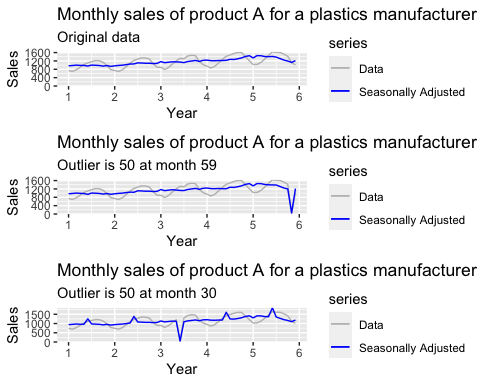 Monthly sales of product A for a plastics manufacturer
Original data
Sales
1600
1200
800
400
0
1 2 3 4 5 6
Year
series
Data
Seasonally Adjusted
Monthly sales of product A for a plastics manufacturer
Outlier is 50 at month 59
Sales
1600
1200
800
400
0
1 2 3 4 5 6
Year
series
Data
Seasonally Adjusted
Monthly sales of product A for a plastics manufacturer
Outlier is 50 at month 30
Sales
1500
1000
500
0
1 2 3 4 5 6
Year
series
Data
Seasonally Adjusted